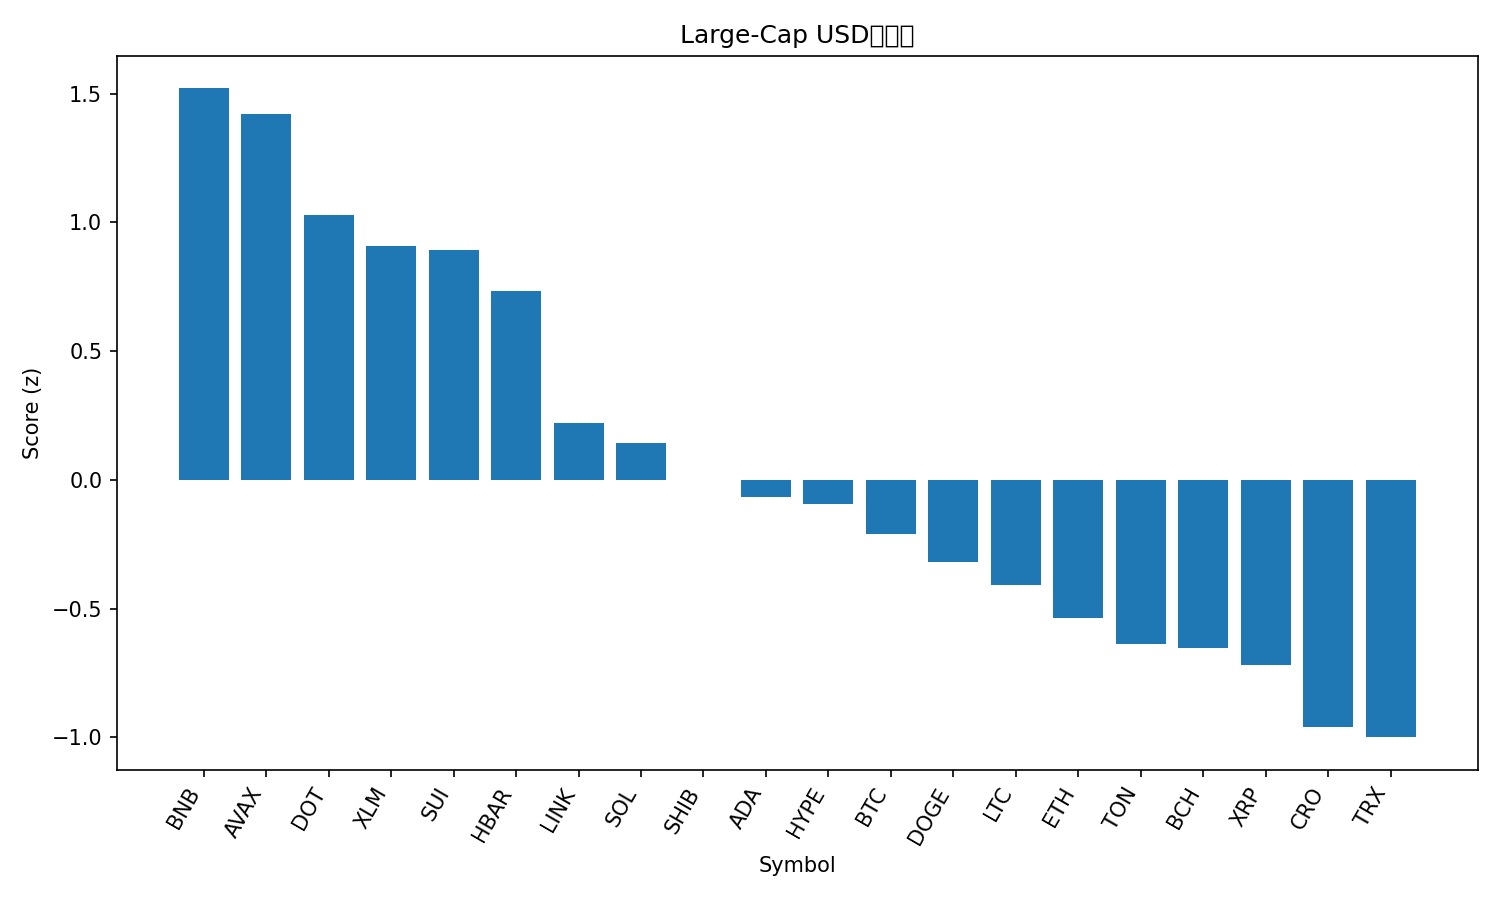 Large-Cap USD
1.5
1.0
0.5
0.0
−0.5
−1.0
Score (z)
BNB
AVAX
DOT
XLM
SUI
HBAR
LINK
SOL
SHIB
ADA
HYPE
BTC
DOGE
LTC
ETH
TON
BCH
XRP
CRO
TRX
Symbol